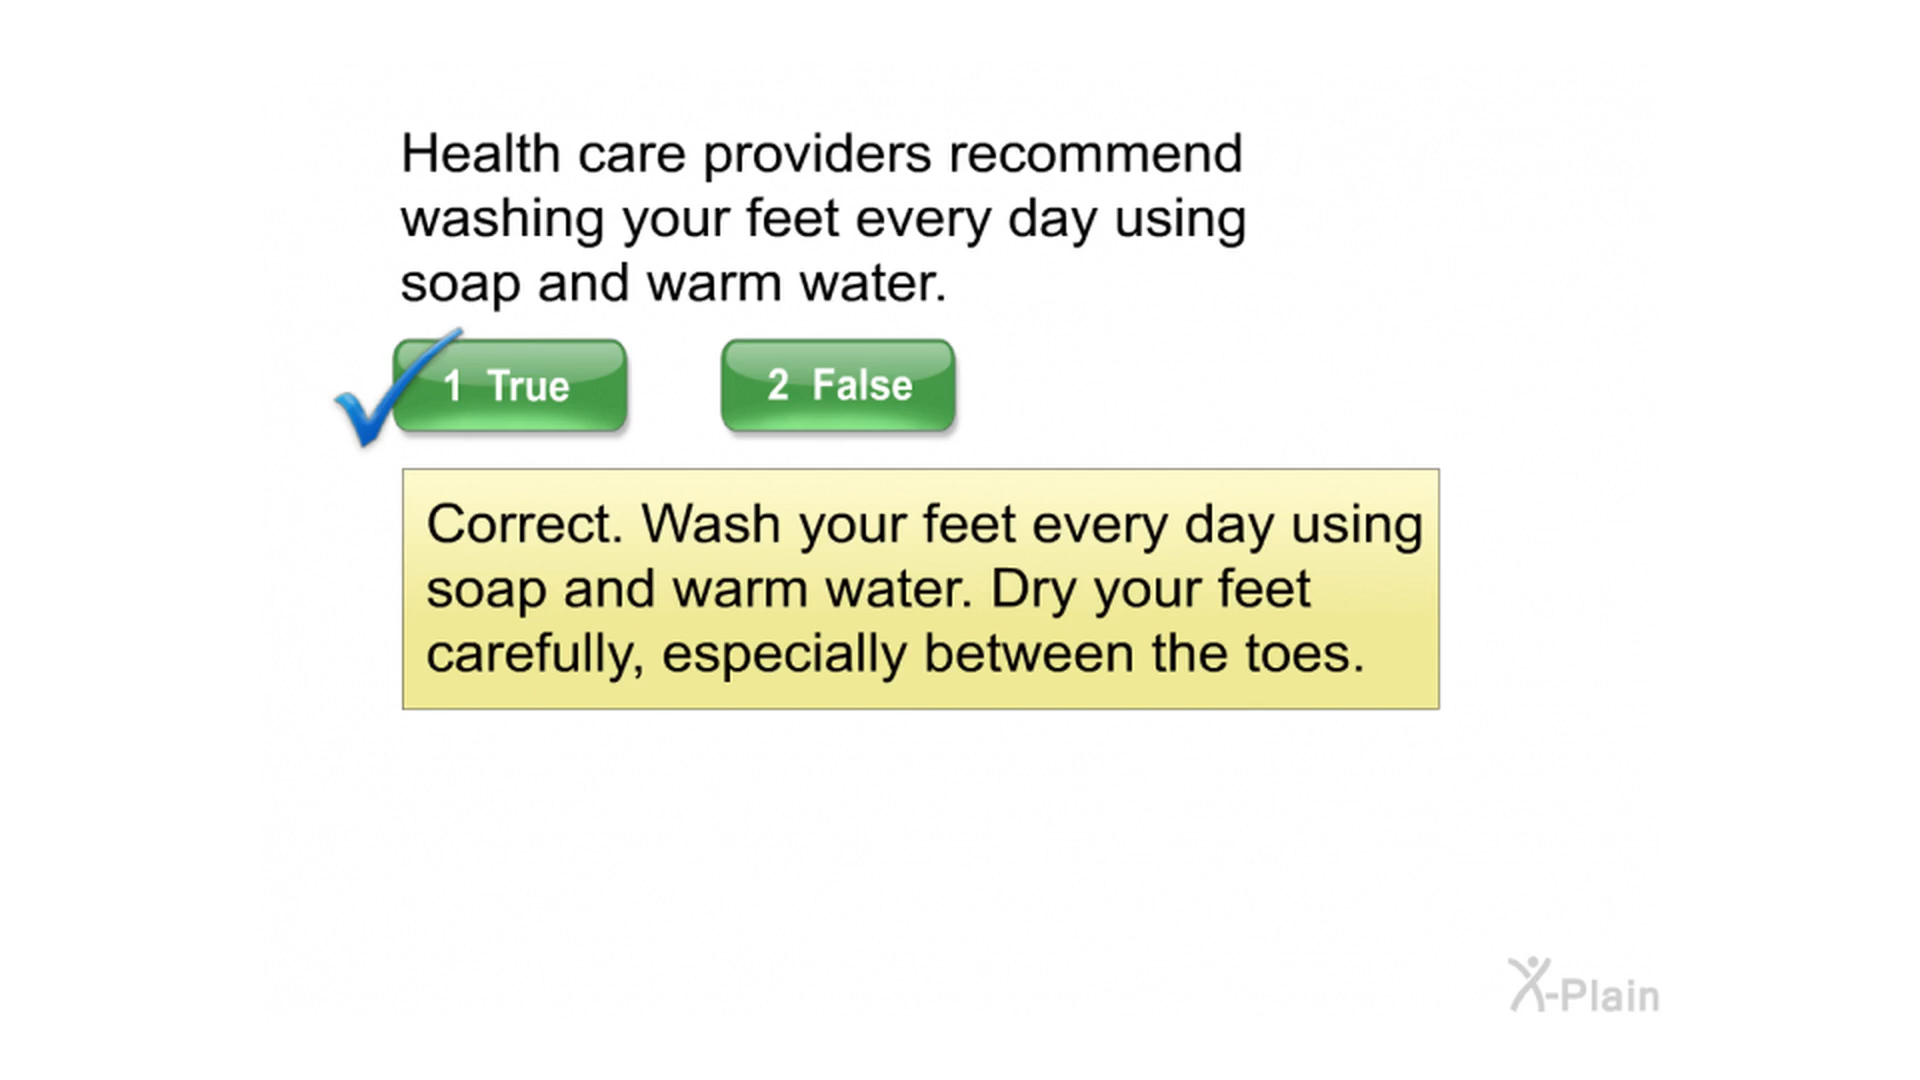 Health care providers recommend
washing your feet every day using
soap and warm water.
1 True
2 False
Correct. Wash your feet every day using
soap and warm water. Dry your feet
carefully, especially between the toes.
X-Plain